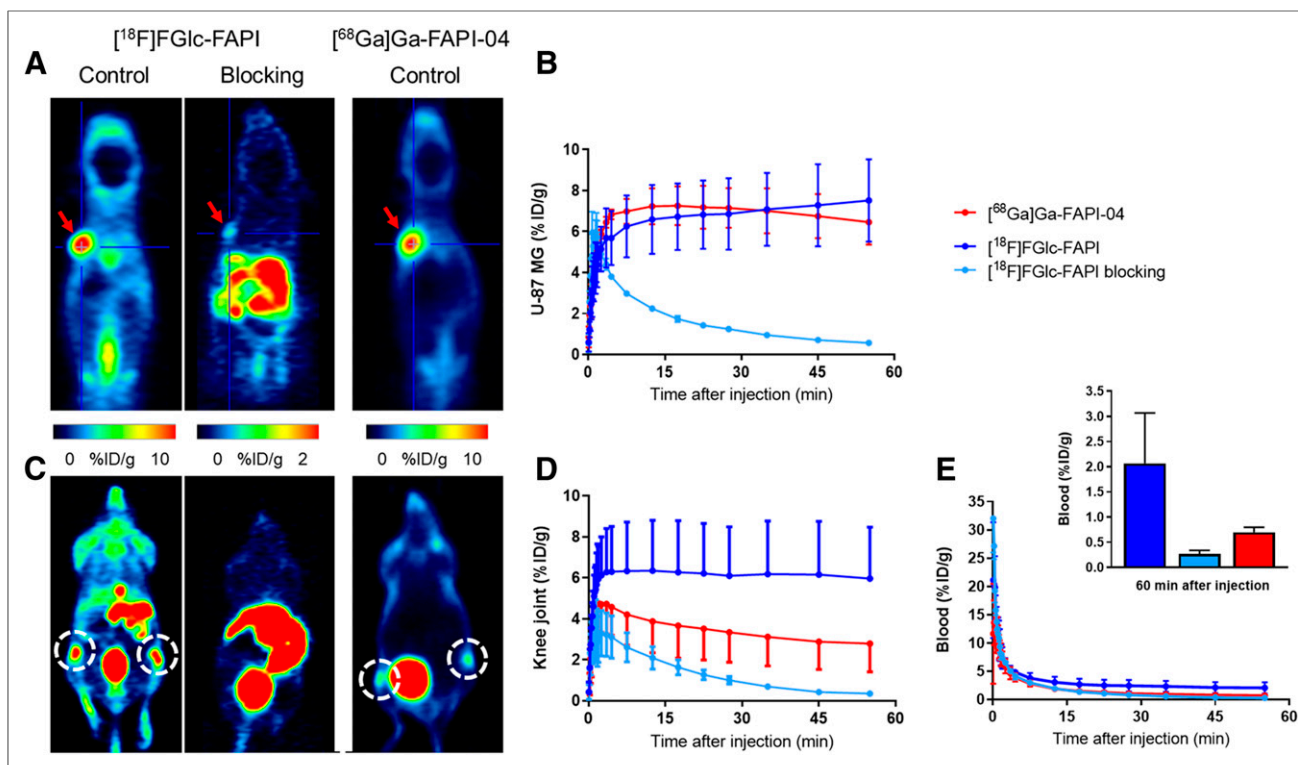 [¹⁸F]FGlc-FAPI [⁶⁸Ga]Ga-FAPI-04
A Control Blocking Control
0 %ID/g 10 0 %ID/g 2 0 %ID/g 10
B
U-87 MG (%ID/g)
10
8
6
4
2
0
0 15 30 45 60
Time after injection (min)
[⁶⁸Ga]Ga-FAPI-04
[¹⁸F]FGlc-FAPI
[¹⁸F]FGlc-FAPI blocking
C
D
Knee joint (%ID/g)
10
8
6
4
2
0
0 15 30 45 60
Time after injection (min)
E
Blood (%ID/g)
35
30
25
20
15
10
5
0
0 15 30 45 60
Time after injection (min)
Blood (%ID/g)
3.5
3.0
2.5
2.0
1.5
1.0
0.5
0.0
60 min after injection